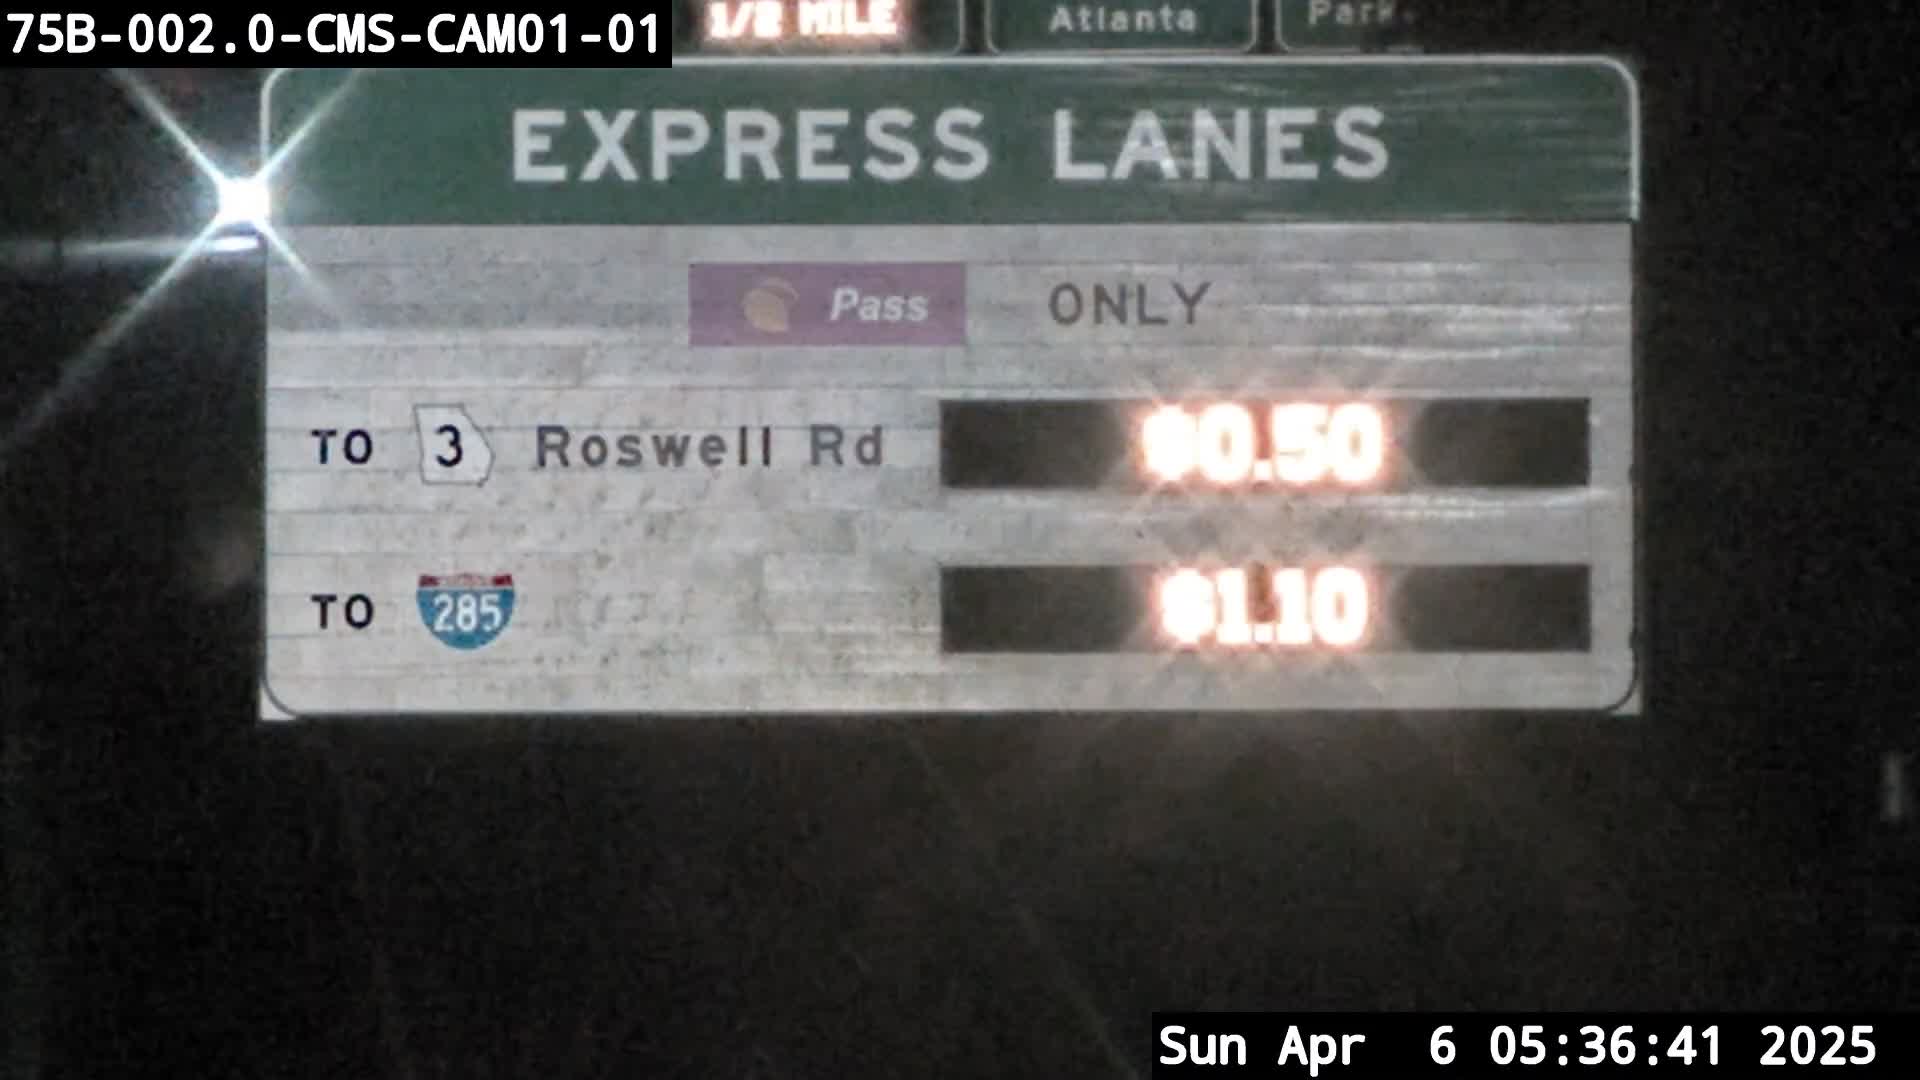 75B-002.0-CMS-CAM01-01
1/2 MILE
Atlanta
Park
EXPRESS LANES
Pass ONLY
TO 3 Roswell Rd $0.50
TO 285 $1.10
Sun Apr 6 05:36:41 2025